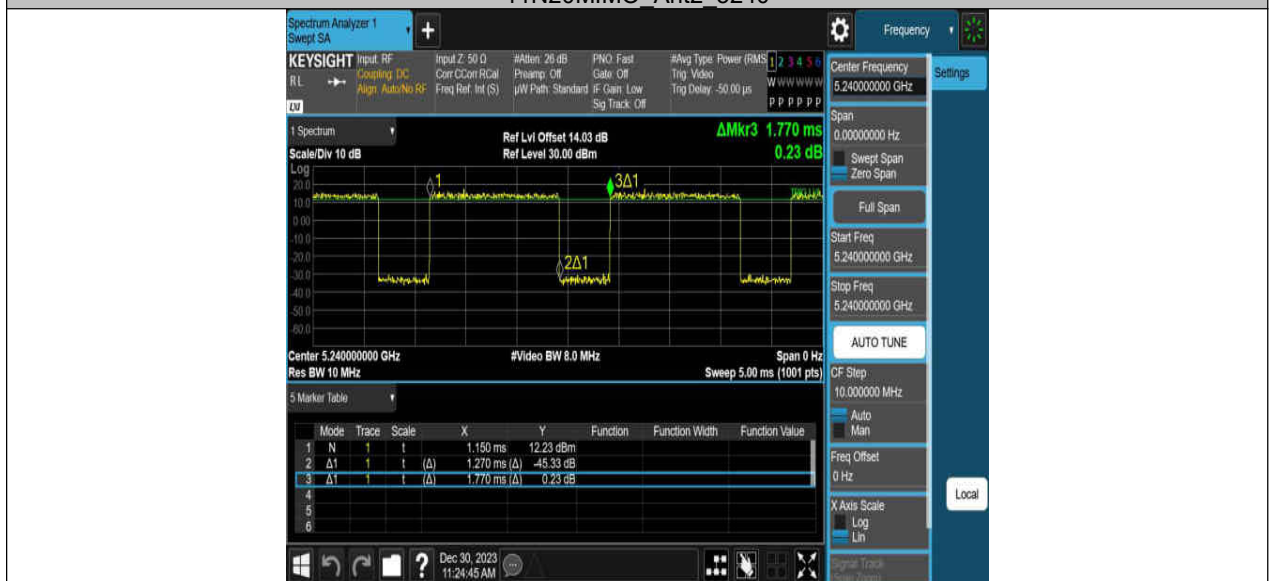 Spectrum Analyzer 1
Swept SA
+
Frequency
KEYSIGHT
RL
LXI
Input: RF
Coupling: DC
Align: Auto/No RF
Input Z: 50 Ω
Corr CCorr RCal
Freq Ref: Int (S)
#Atten: 26 dB
Preamp: Off
µW Path: Standard
PNO: Fast
Gate: Off
IF Gain: Low
Sig Track: Off
#Avg Type: Power (RMS
Trig: Video
Trig Delay: -50.00 µs
1 2 3 4 5 6
W W W W W W
P P P P P P
1 Spectrum
Scale/Div 10 dB
Ref Lvl Offset 14.03 dB
Ref Level 30.00 dBm
ΔMkr3 1.770 ms
0.23 dB
Log
20.0
10.0
0.00
-10.0
-20.0
-30.0
-40.0
-50.0
-60.0
1
2Δ1
3Δ1
Center 5.240000000 GHz
Res BW 10 MHz
#Video BW 8.0 MHz
Span 0 Hz
Sweep 5.00 ms (1001 pts)
5 Marker Table
Mode Trace Scale X Y Function Function Width Function Value
1 N 1 t 1.150 ms 12.23 dBm
2 Δ1 1 t (Δ) 1.270 ms (Δ) -45.33 dB
3 Δ1 1 t (Δ) 1.770 ms (Δ) 0.23 dB
4
5
6
?
Dec 30, 2023
11:24:45 AM
Center Frequency
5.240000000 GHz
Span
0.00000000 Hz
Swept Span
Zero Span
Full Span
Start Freq
5.240000000 GHz
Stop Freq
5.240000000 GHz
AUTO TUNE
CF Step
10.000000 MHz
Auto
Man
Freq Offset
0 Hz
X Axis Scale
Log
Lin
Signal Track
(Span Zoom)
Settings
Local